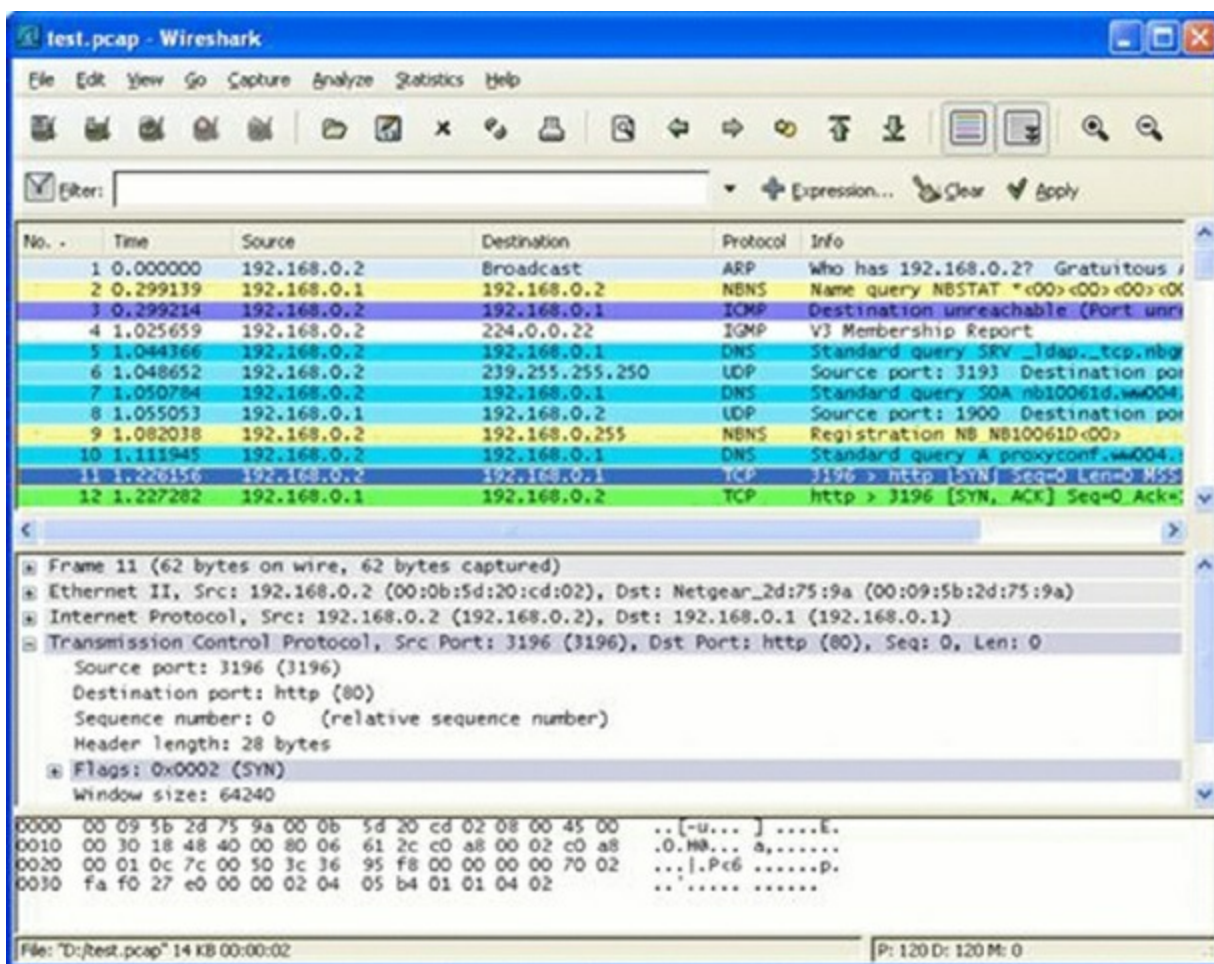 test.pcap - Wireshark
File Edit View Go Capture Analyze Statistics Help
Filter: Expression... Clear Apply
No. . Time Source Destination Protocol Info
1 0.000000 192.168.0.2 Broadcast ARP Who has 192.168.0.2? Gratuitous
2 0.299139 192.168.0.1 192.168.0.2 NBNS Name query NBSTAT *<00><00><00><00
3 0.299214 192.168.0.2 192.168.0.1 ICMP Destination unreachable (Port unre
4 1.025659 192.168.0.2 224.0.0.22 IGMP V3 Membership Report
5 1.044366 192.168.0.2 192.168.0.1 DNS Standard query SRV _ldap._tcp.nbg
6 1.048652 192.168.0.2 239.255.255.250 UDP Source port: 3193 Destination por
7 1.050784 192.168.0.2 192.168.0.1 DNS Standard query SOA nb10061d.ww004.
8 1.055053 192.168.0.1 192.168.0.2 UDP Source port: 1900 Destination por
9 1.082038 192.168.0.2 192.168.0.255 NBNS Registration NB NB10061D<00>
10 1.111945 192.168.0.2 192.168.0.1 DNS Standard query A proxyconf.ww004.
11 1.226156 192.168.0.2 192.168.0.1 TCP 3196 > http [SYN] Seq=0 Len=0 MSS
12 1.227282 192.168.0.1 192.168.0.2 TCP http > 3196 [SYN, ACK] Seq=0 Ack=
Frame 11 (62 bytes on wire, 62 bytes captured)
Ethernet II, Src: 192.168.0.2 (00:0b:5d:20:cd:02), Dst: Netgear_2d:75:9a (00:09:5b:2d:75:9a)
Internet Protocol, Src: 192.168.0.2 (192.168.0.2), Dst: 192.168.0.1 (192.168.0.1)
Transmission Control Protocol, Src Port: 3196 (3196), Dst Port: http (80), Seq: 0, Len: 0
Source port: 3196 (3196)
Destination port: http (80)
Sequence number: 0 (relative sequence number)
Header length: 28 bytes
Flags: 0x0002 (SYN)
Window size: 64240
0000 00 09 5b 2d 75 9a 00 0b 5d 20 cd 02 08 00 45 00 ..[-u... ] ....E.
0010 00 30 18 48 40 00 80 06 61 2c c0 a8 00 02 c0 a8 .0.H@... a,......
0020 00 01 0c 7c 00 50 3c 36 95 f8 00 00 00 00 70 02 ...|.P<6 ......p.
0030 fa f0 27 e0 00 00 02 04 05 b4 01 01 04 02 ..'..... ......
File: "D:/test.pcap" 14 KB 00:00:02 P: 120 D: 120 M: 0